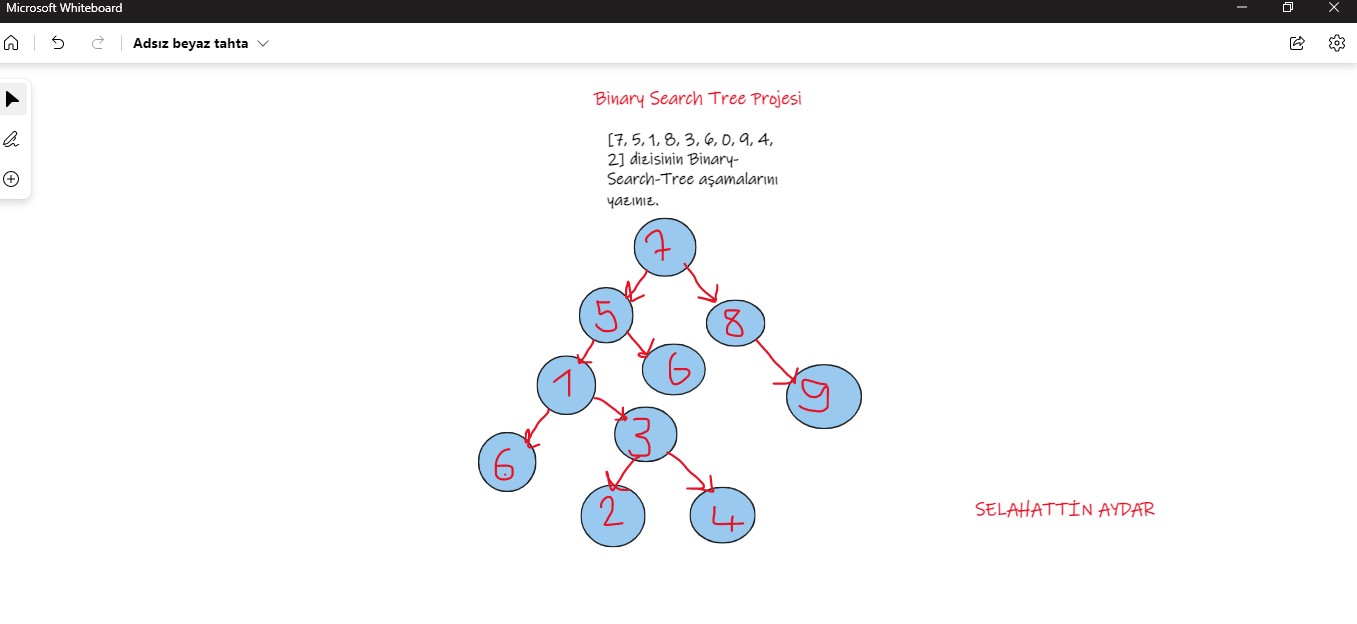 Microsoft Whiteboard
Adsız beyaz tahta
Binary Search Tree Projesi
[7, 5, 1, 8, 3, 6, 0, 9, 4,
2] dizisinin Binary-
Search-Tree aşamalarını
yazınız.
7
5
8
1
6
9
3
6
2
4
SELAHATTİN AYDAR